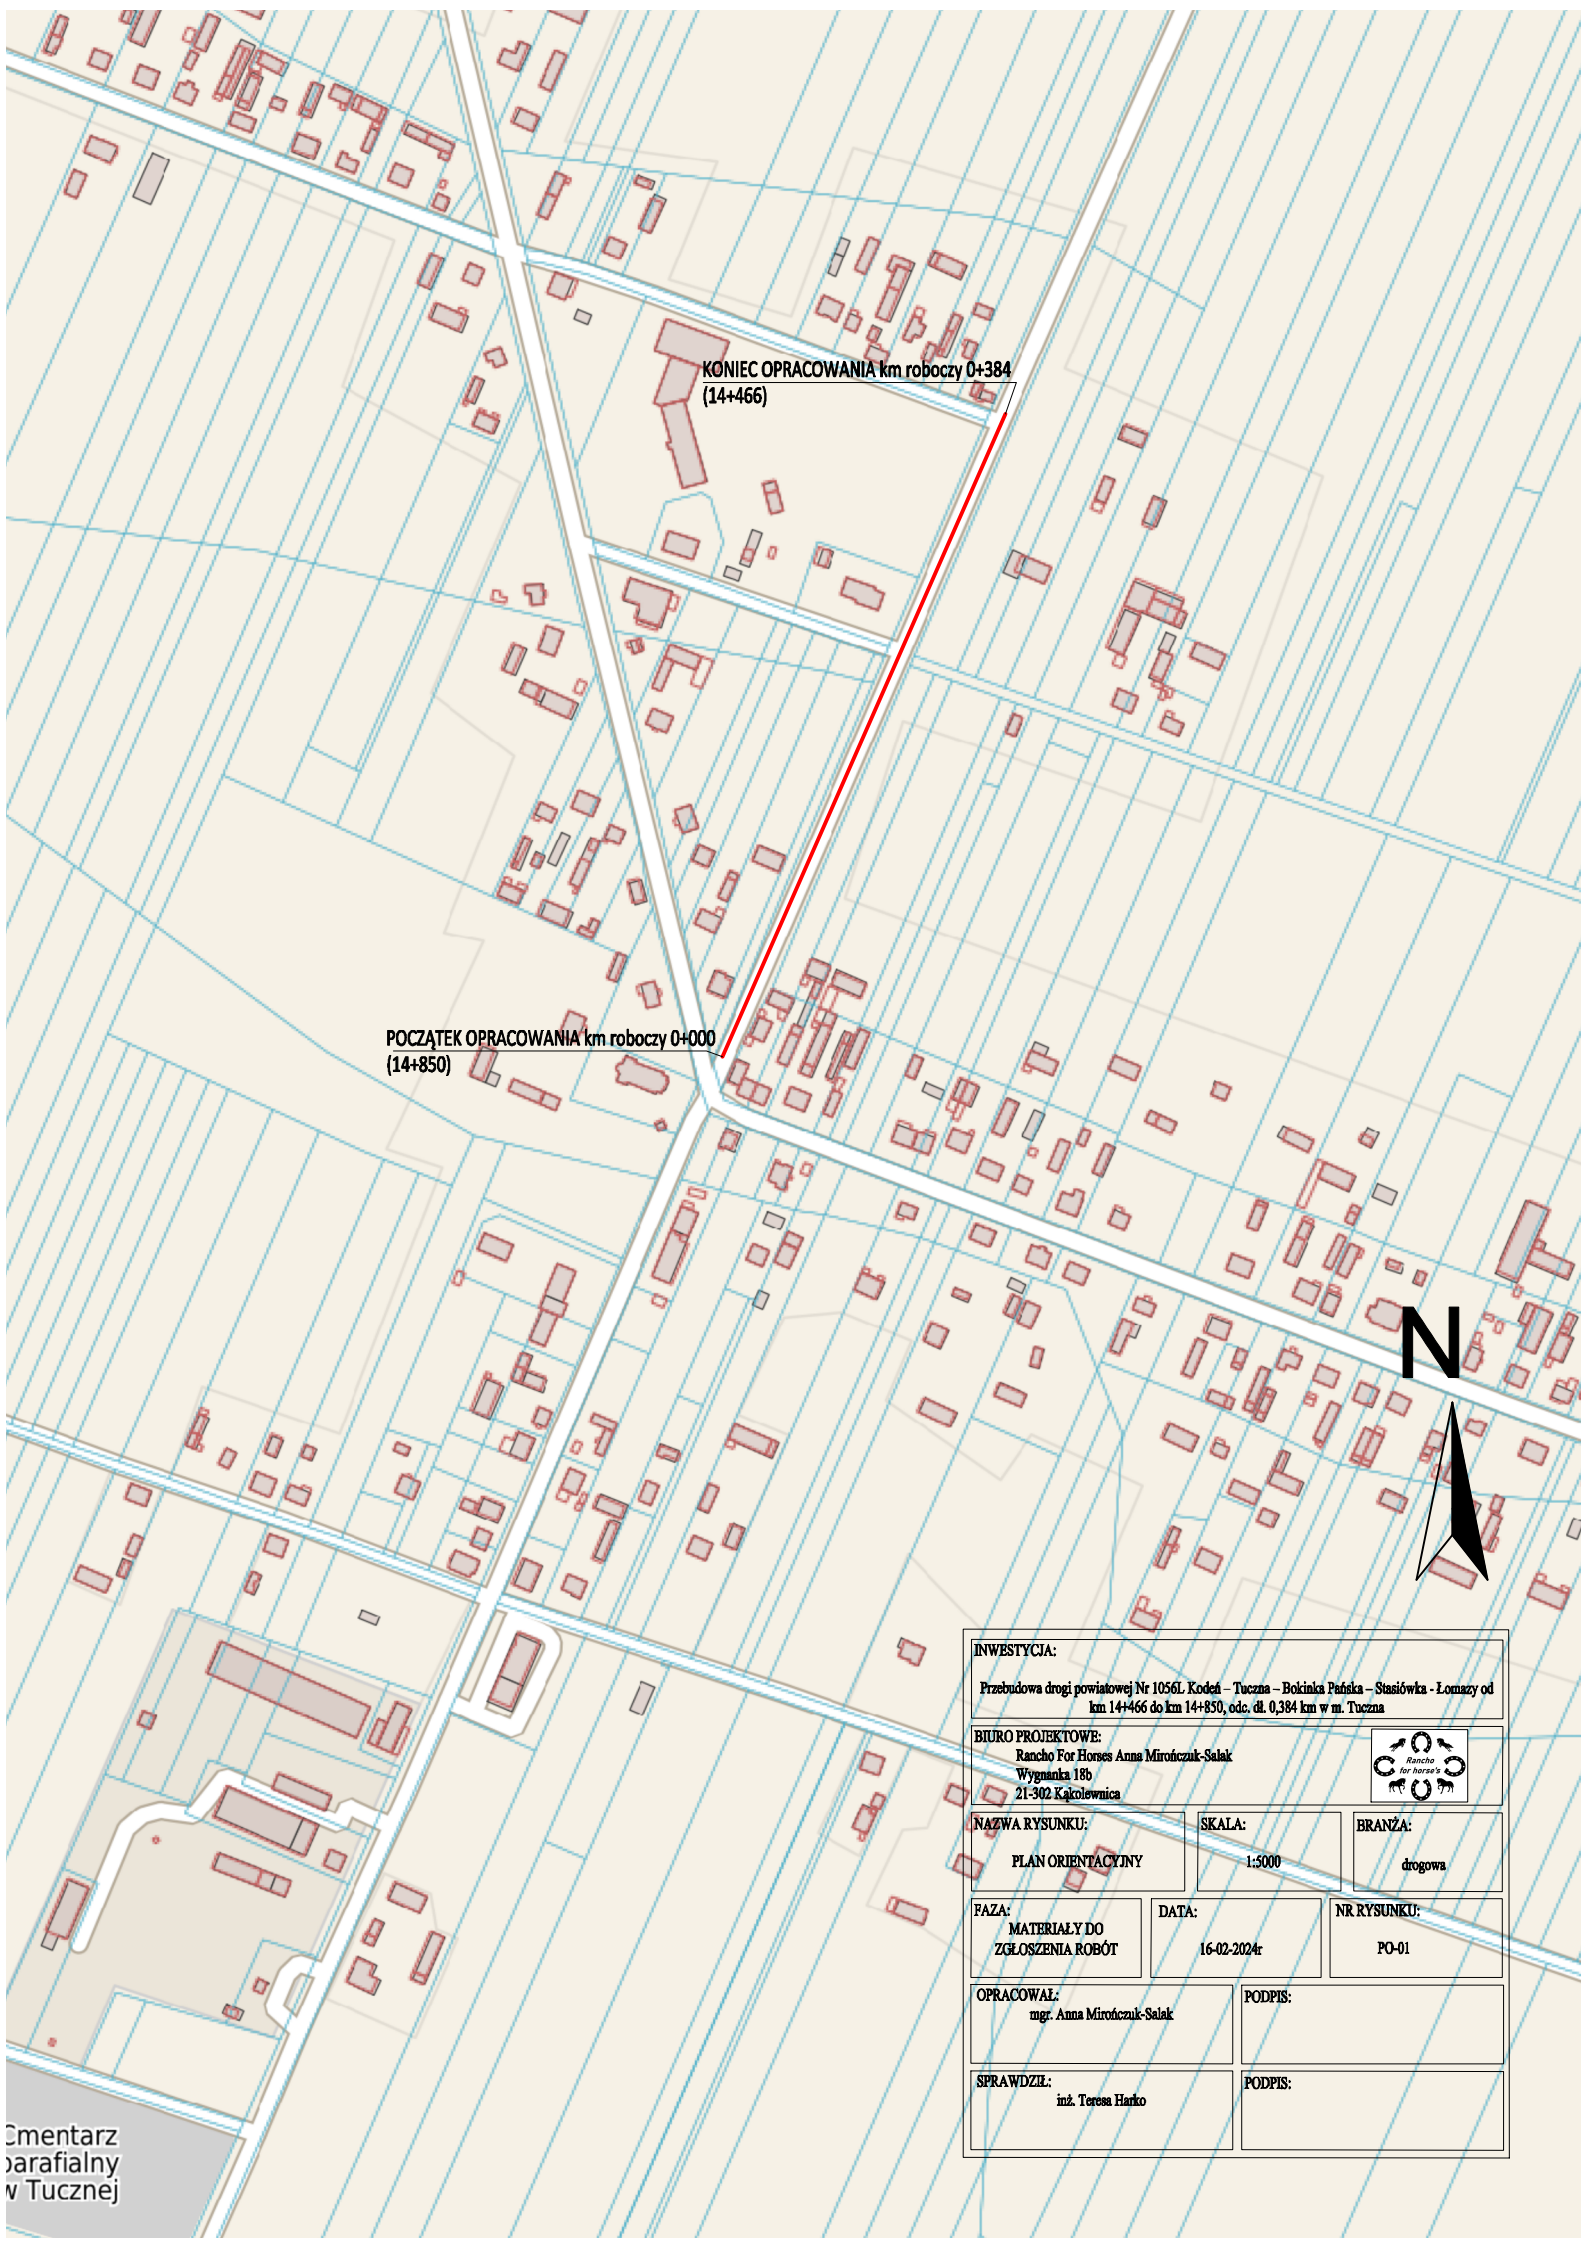 KONIEC OPRACOWANIA km roboczy 0+384
(14+466)
POCZĄTEK OPRACOWANIA km roboczy 0+000
(14+850)
N
INWESTYCJA:
Przebudowa drogi powiatowej Nr 1056L Kodeń – Tuczna – Bokinka Pańska – Stasiówka - Łomazy od
km 14+466 do km 14+850, odc. dł. 0,384 km w m. Tuczna
BIURO PROJEKTOWE:
Rancho For Horses Anna Mirończuk-Salak
Wygnanka 18b
21-302 Kąkolewnica
Rancho
for horse's
NAZWA RYSUNKU:
PLAN ORIENTACYJNY
SKALA:
1:5000
BRANŻA:
drogowa
FAZA:
MATERIAŁY DO
ZGŁOSZENIA ROBÓT
DATA:
16-02-2024r
NR RYSUNKU:
PO-01
OPRACOWAŁ:
mgr. Anna Mirończuk-Salak
PODPIS:
SPRAWDZIŁ:
inż. Teresa Harko
PODPIS:
Cmentarz
parafialny
w Tucznej